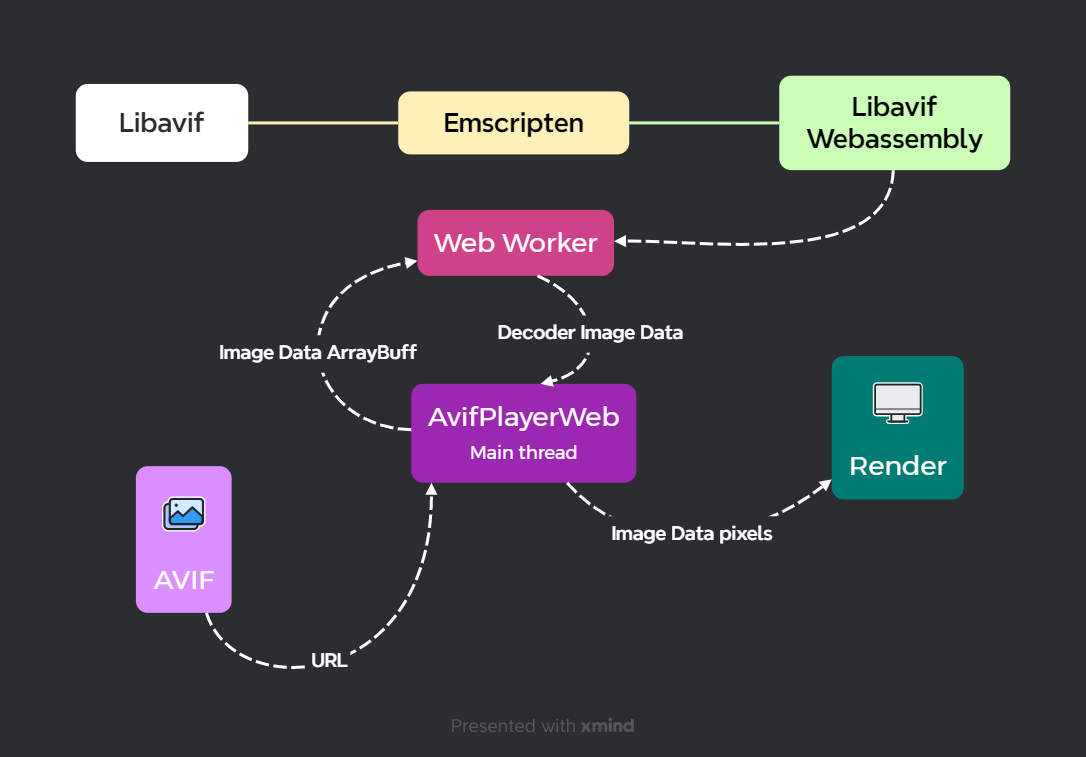 Libavif
Emscripten
Libavif
Webassembly
Web Worker
Decoder Image Data
Image Data ArrayBuff
AvifPlayerWeb
Main thread
Render
Image Data pixels
AVIF
URL
Presented with xmind